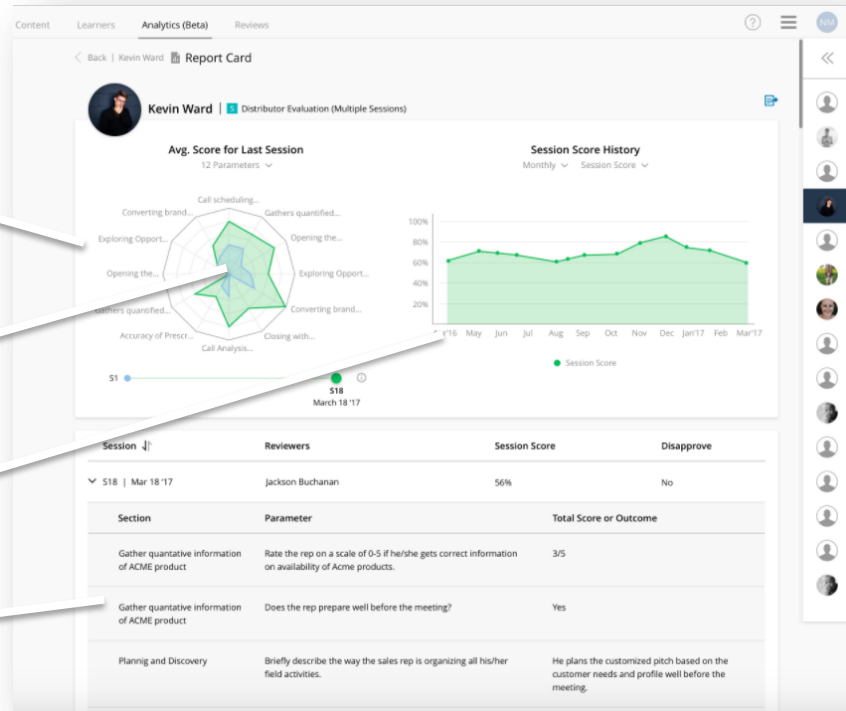 Content Learners Analytics (Beta) Reviews ? NM
Back | Kevin Ward Report Card
Kevin Ward | S Distributor Evaluation (Multiple Sessions)
Avg. Score for Last Session
12 Parameters
Call scheduling...
Converting brand...
Gathers quantified...
Exploring Opport...
Opening the...
Opening the...
Exploring Opport...
Gathers quantified...
Converting brand...
Accuracy of Prescr...
Closing with...
Call Analysis...
S1
S18
March 18 '17
Session Score History
Monthly Session Score
100%
80%
60%
40%
20%
'16 May Jun Jul Aug Sep Oct Nov Dec Jan'17 Feb Mar'17
Session Score
Session Reviewers Session Score Disapprove
S18 | Mar 18 '17 Jackson Buchanan 56% No
Section Parameter Total Score or Outcome
Gather quantative information
of ACME product
Rate the rep on a scale of 0-5 if he/she gets correct information
on availability of Acme products.
3/5
Gather quantative information
of ACME product
Does the rep prepare well before the meeting?
Yes
Plannig and Discovery
Briefly describe the way the sales rep is organizing all his/her
field activities.
He plans the customized pitch based on the
customer needs and profile well before the
meeting.